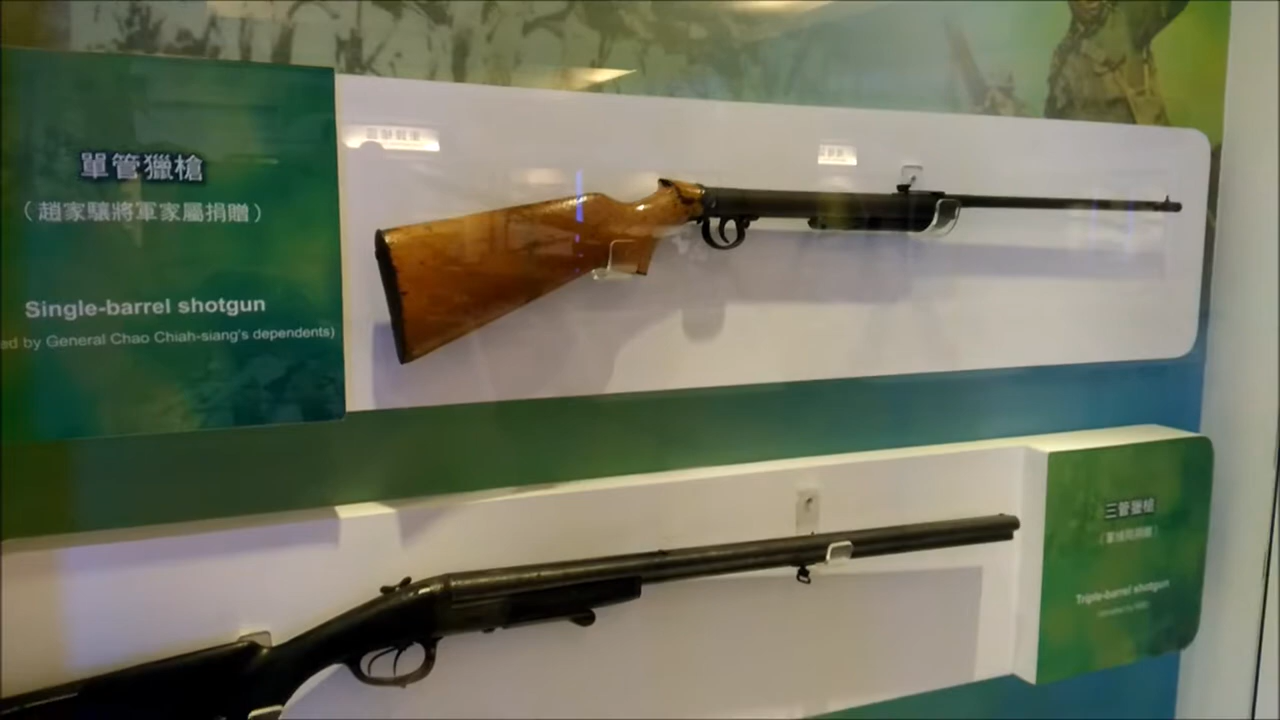 單管獵槍
（趙家驤將軍家屬捐贈）
Single-barrel shotgun
ed by General Chao Chiah-siang's dependents)
三管獵槍
Triple-barrel shotgun